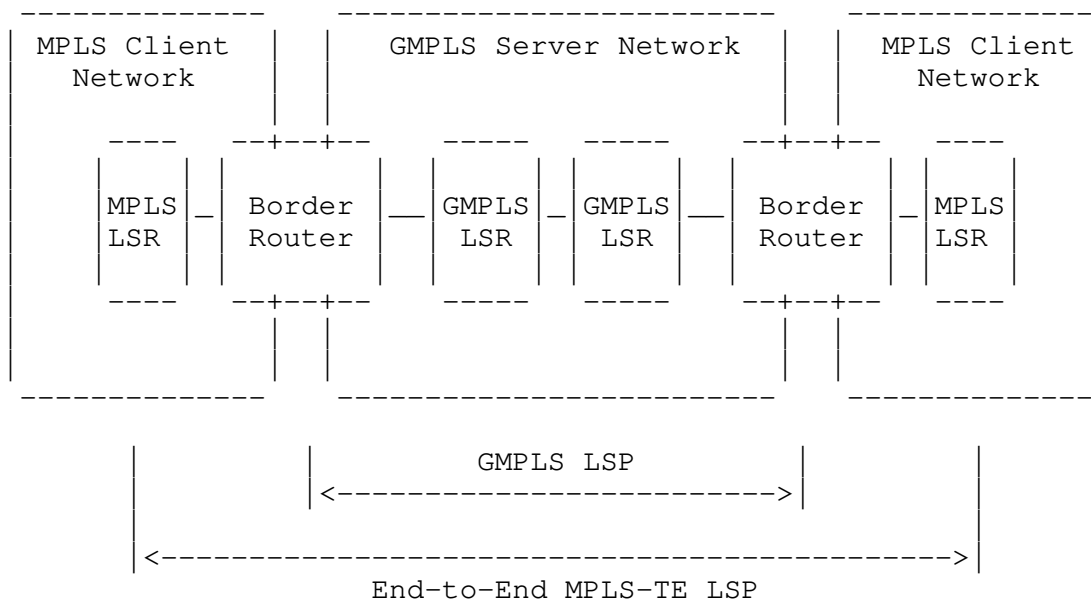 MPLS Client GMPLS Server Network MPLS Client
Network Network
MPLS Border GMPLS GMPLS Border MPLS
LSR Router LSR LSR Router LSR
GMPLS LSP
End-to-End MPLS-TE LSP